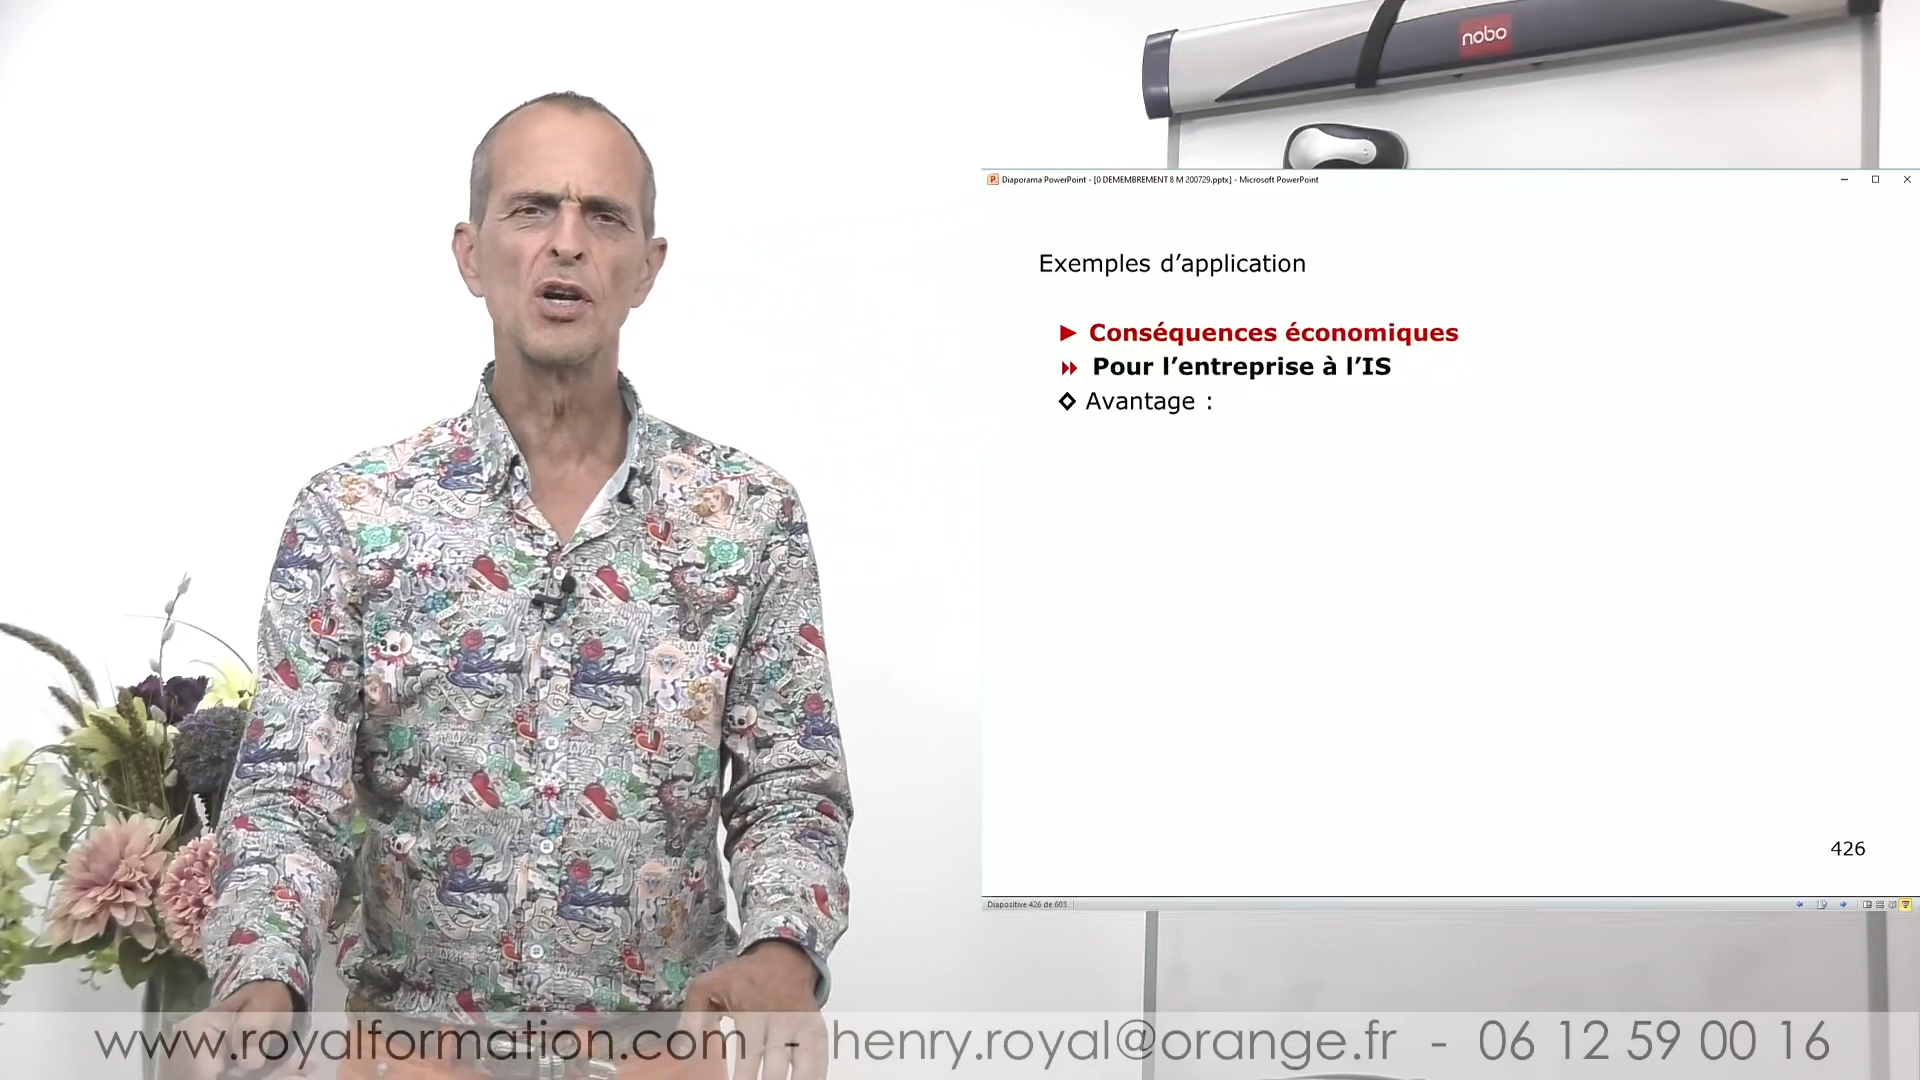 nobo
Diaporama PowerPoint - [0 DEMEMBREMENT 8 M 200729.pptx] - Microsoft PowerPoint
Exemples d’application
Conséquences économiques
Pour l’entreprise à l’IS
Avantage :
426
Diapositive 426 de 603
www.royalformation.com - henry.royal@orange.fr - 06 12 59 00 16